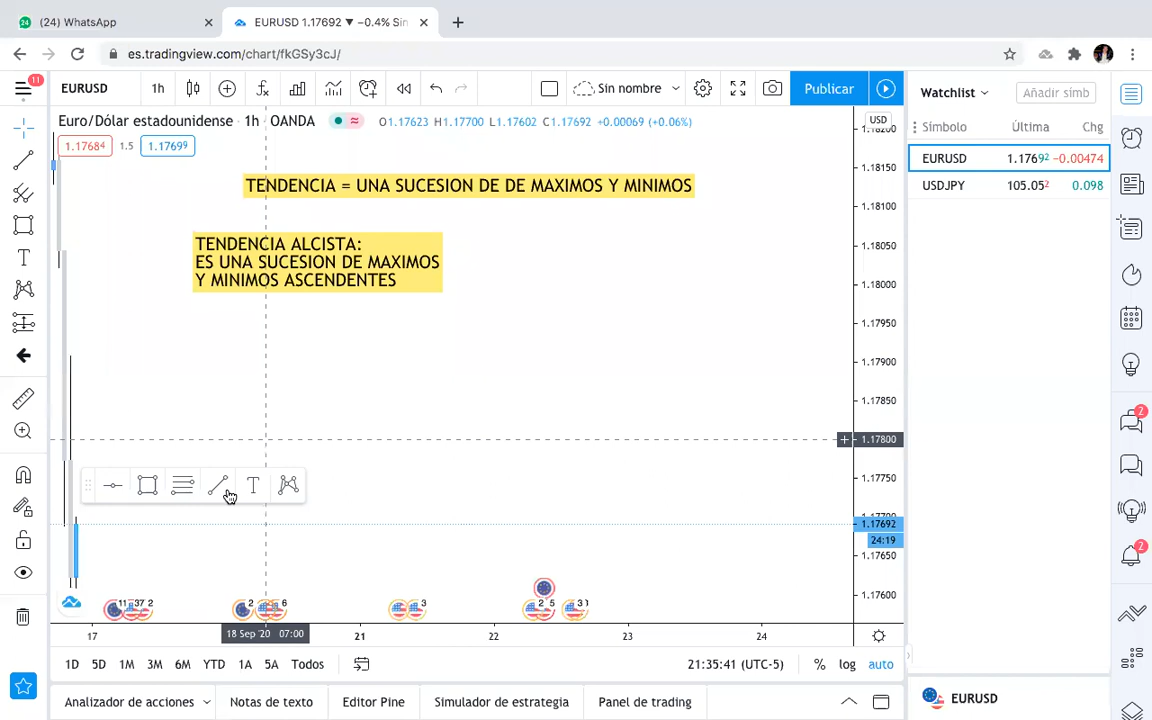 (24) WhatsApp
EURUSD 1.17692 ▼ −0.4% Sin
es.tradingview.com/chart/fkGSy3cJ/
11
EURUSD
1h
Sin nombre
Publicar
Watchlist
Añadir símb
Euro/Dólar estadounidense · 1h · OANDA
O1.17623 H1.17700 L1.17602 C1.17692 +0.00069 (+0.06%)
USD
1.17684
1.5
1.17699
Símbolo
Última
Chg
EURUSD
1.17692
−0.00474
USDJPY
105.052
0.098
TENDENCIA = UNA SUCESION DE DE MAXIMOS Y MINIMOS
TENDENCIA ALCISTA:
ES UNA SUCESION DE MAXIMOS
Y MINIMOS ASCENDENTES
1.18200
1.18150
1.18100
1.18050
1.18000
1.17950
1.17900
1.17850
1.17800
1.17750
1.17700
1.17692
24:19
1.17650
1.17600
2
2
17
18 Sep '20 07:00
21
22
23
24
1D
5D
1M
3M
6M
YTD
1A
5A
Todos
21:35:41 (UTC-5)
%
log
auto
Analizador de acciones
Notas de texto
Editor Pine
Simulador de estrategia
Panel de trading
EURUSD